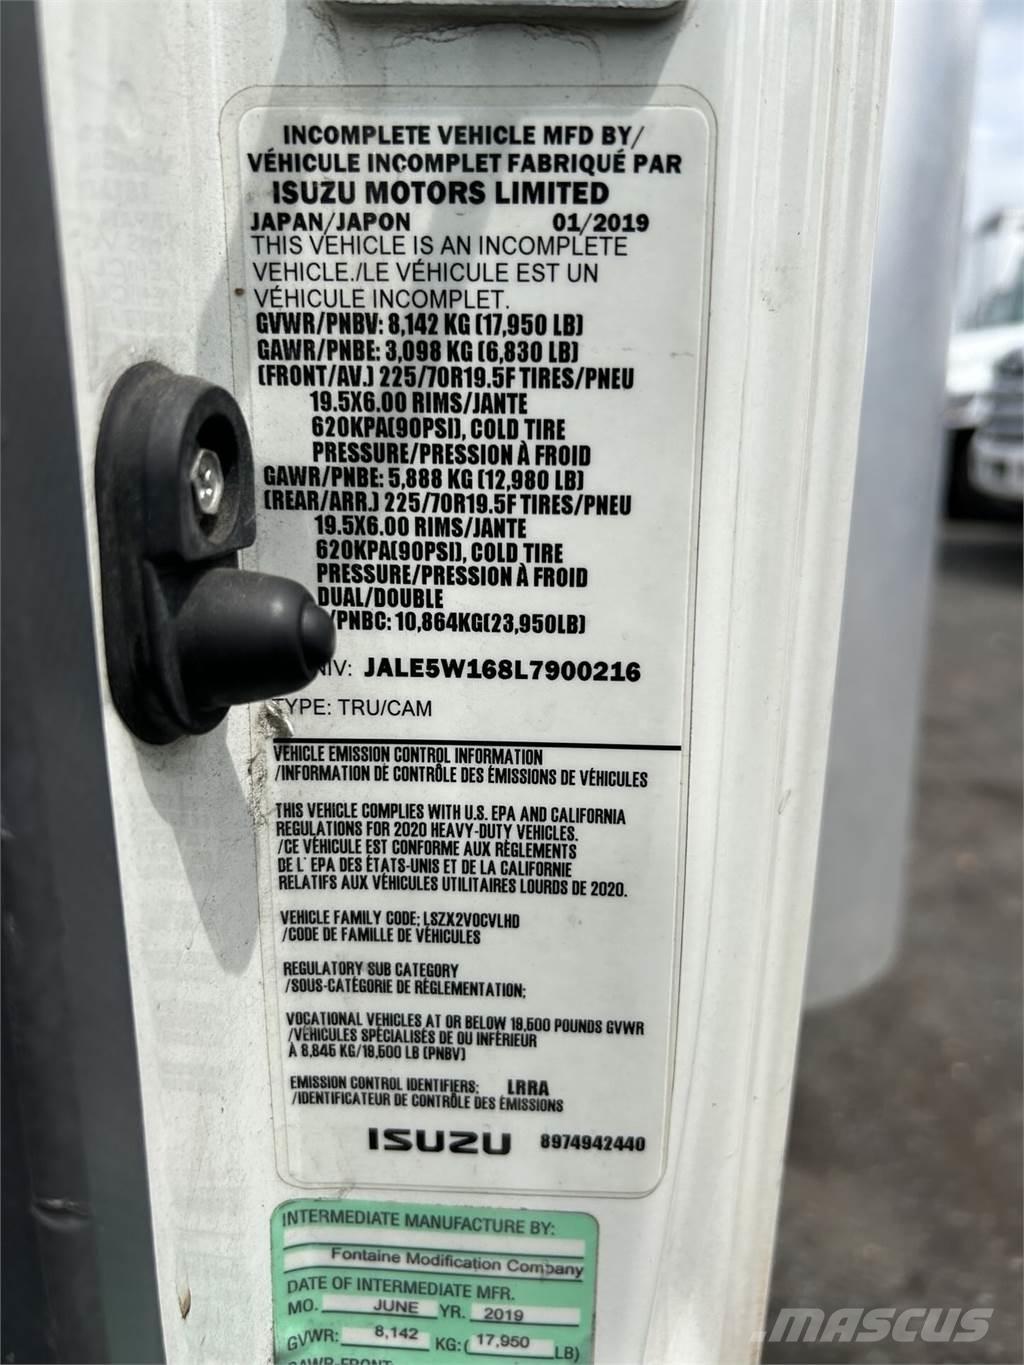 INCOMPLETE VEHICLE MFD BY/
VÉHICULE INCOMPLET FABRIQUÉ PAR
ISUZU MOTORS LIMITED
JAPAN/JAPON 01/2019
THIS VEHICLE IS AN INCOMPLETE
VEHICLE./LE VÉHICULE EST UN
VÉHICULE INCOMPLET.
GVWR/PNBV: 8,142 KG (17,950 LB)
GAWR/PNBE: 3,098 KG (6,830 LB)
(FRONT/AV.) 225/70R19.5F TIRES/PNEU
19.5X6.00 RIMS/JANTE
620KPA(90PSI), COLD TIRE
PRESSURE/PRESSION À FROID
GAWR/PNBE: 5,888 KG (12,980 LB)
(REAR/ARR.) 225/70R19.5F TIRES/PNEU
19.5X6.00 RIMS/JANTE
620KPA(90PSI), COLD TIRE
PRESSURE/PRESSION À FROID
DUAL/DOUBLE
/PNBC: 10,864KG(23,950LB)
NIV: JALE5W168L7900216
TYPE: TRU/CAM
VEHICLE EMISSION CONTROL INFORMATION
/INFORMATION DE CONTRÔLE DES ÉMISSIONS DE VÉHICULES
THIS VEHICLE COMPLIES WITH U.S. EPA AND CALIFORNIA
REGULATIONS FOR 2020 HEAVY-DUTY VEHICLES.
/CE VÉHICULE EST CONFORME AUX RÈGLEMENTS
DE L' EPA DES ÉTATS-UNIS ET DE LA CALIFORNIE
RELATIFS AUX VÉHICULES UTILITAIRES LOURDS DE 2020.
VEHICLE FAMILY CODE; LSZX2VOCVLHD
/CODE DE FAMILLE DE VÉHICULES
REGULATORY SUB CATEGORY
/SOUS-CATÉGORIE DE RÉGLEMENTATION;
VOCATIONAL VEHICLES AT OR BELOW 19,500 POUNDS GVWR
/VÉHICULES SPÉCIALISÉS DE OU INFÉRIEUR
À 8,845 KG/19,500 LB (PNBV)
EMISSION CONTROL IDENTIFIERS: LRRA
/IDENTIFICATEUR DE CONTRÔLE DES ÉMISSIONS
ISUZU 8974942440
INTERMEDIATE MANUFACTURE BY:
Fontaine Modification Company
DATE OF INTERMEDIATE MFR.
MO. JUNE YR. 2019
GVWR: 8,142 KG:( 17,950 LB)
GAWR-FRONT
MASCUS